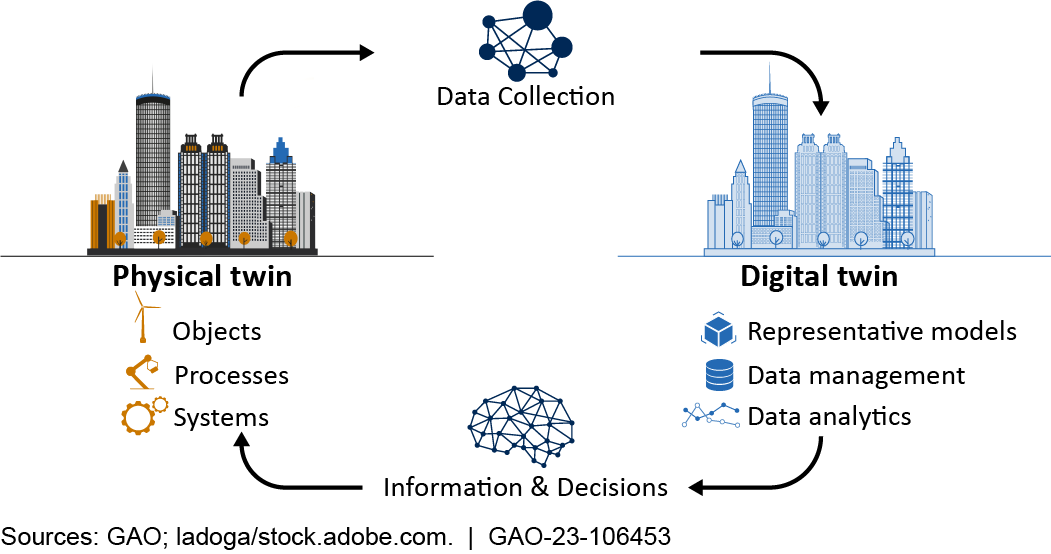 Data Collection
Physical twin
Digital twin
Objects
Processes
Systems
Representative models
Data management
Data analytics
Information & Decisions
Sources: GAO; ladoga/stock.adobe.com. | GAO-23-106453